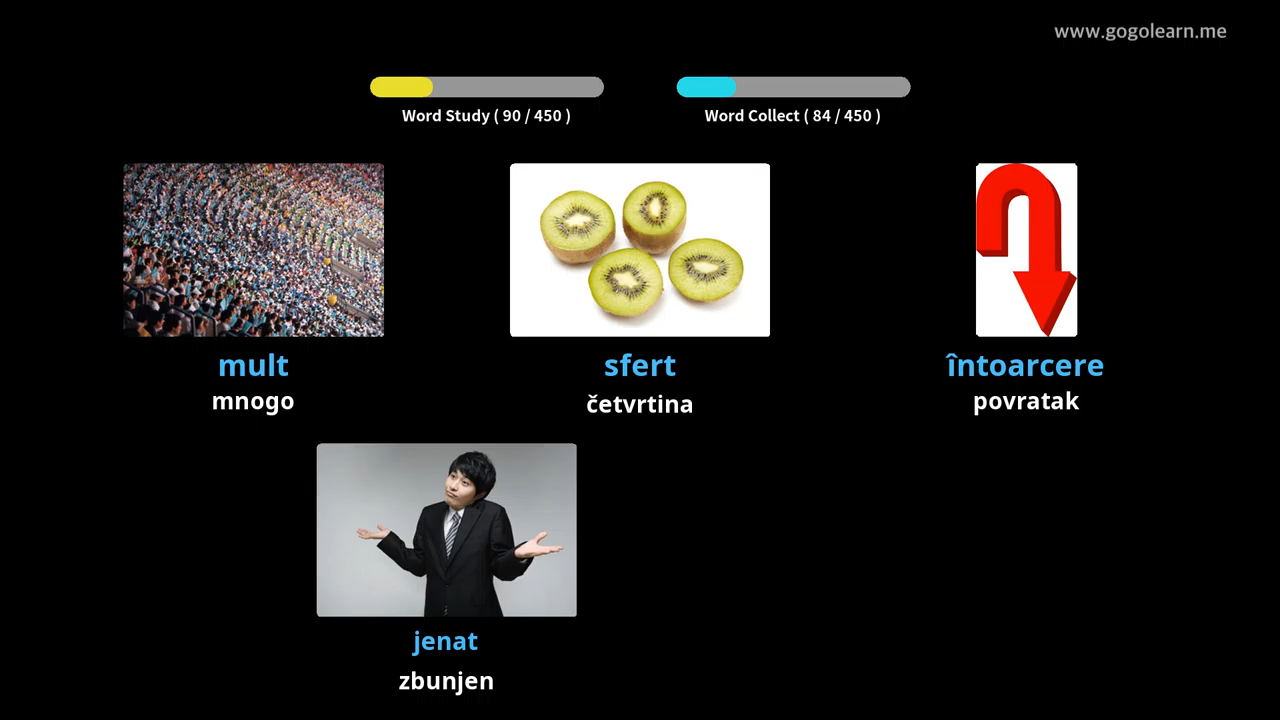 www.gogolearn.me
Word Study ( 90 / 450 )
Word Collect ( 84 / 450 )
mult
sfert
întoarcere
mnogo
četvrtina
povratak
jenat
zbunjen